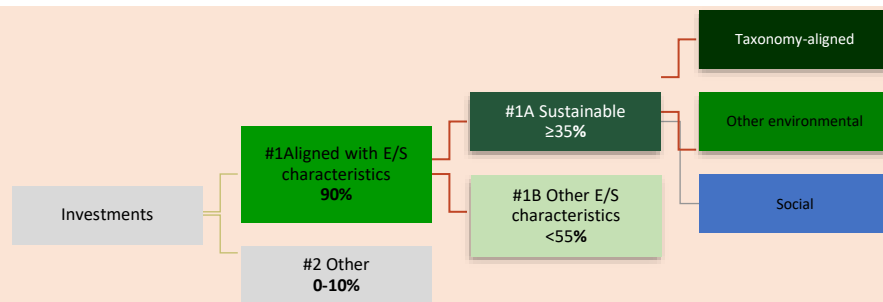 Taxonomy-aligned
#1A Sustainable
≥35%
Other environmental
#1Aligned with E/S
characteristics
90%
#1B Other E/S
characteristics
<55%
Investments
Social
#2 Other
0-10%